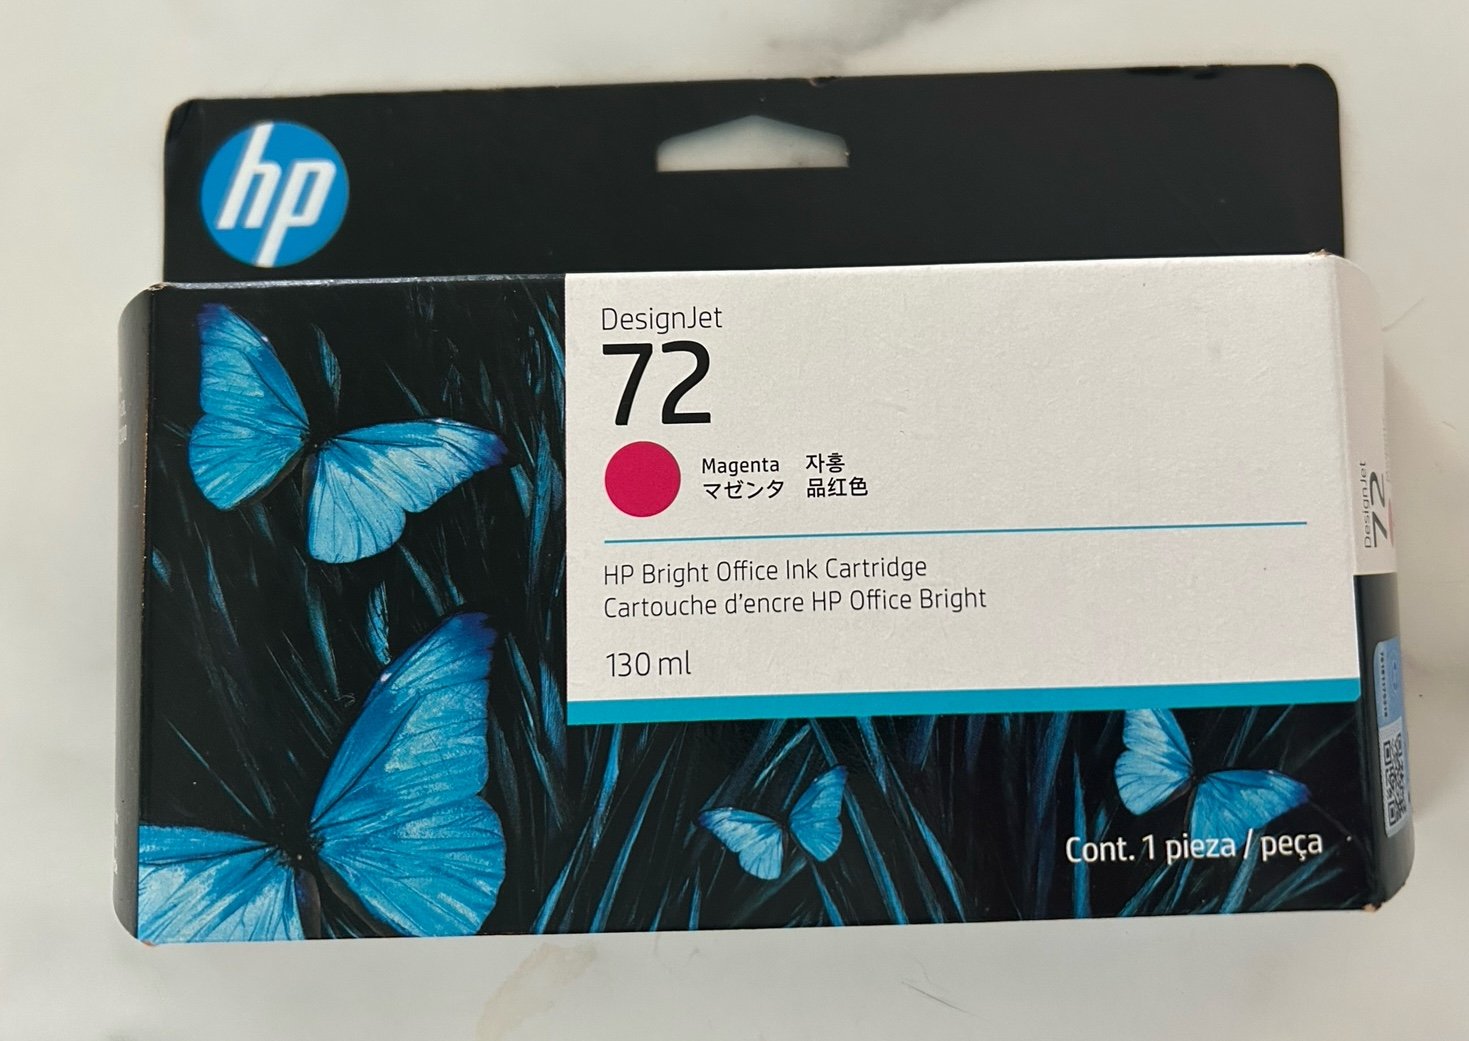 hp
DesignJet
72
Magenta 자홍
マゼンタ 品红色
HP Bright Office Ink Cartridge
Cartouche d'encre HP Office Bright
130 ml
Cont. 1 pieza / peça
DesignJet
72